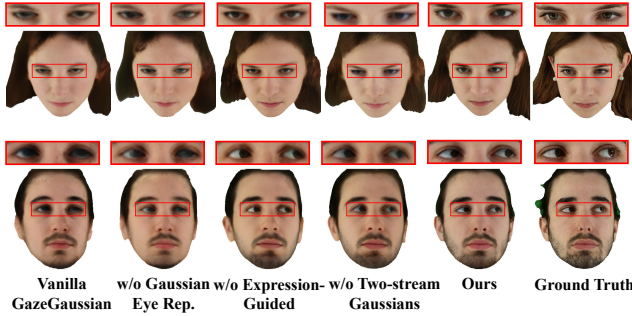 Vanilla w/o Gaussian w/o Expression- w/o Two-stream Ours Ground Truth
GazeGaussian Eye Rep. Guided Gaussians